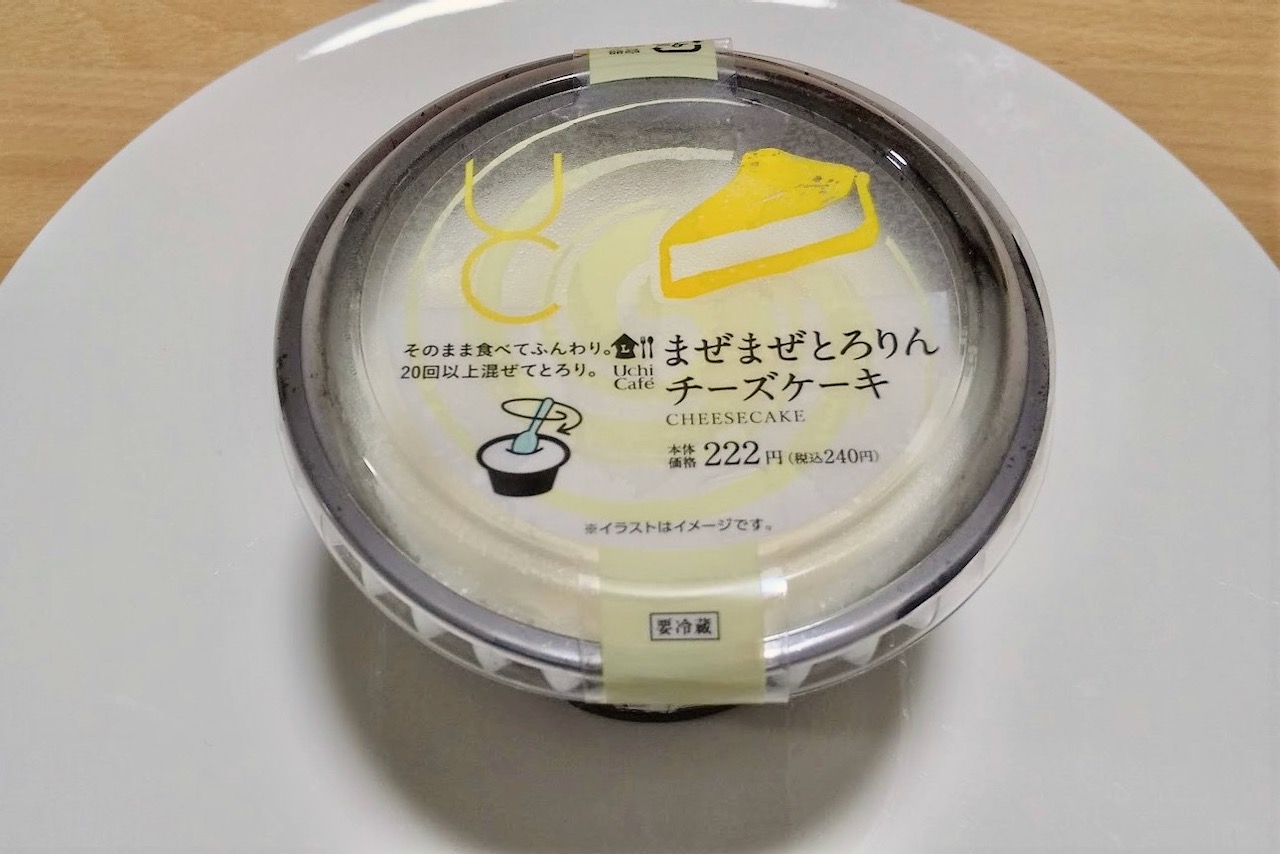 UC
そのまま食べてふんわり。
20回以上混ぜてとろり。
Uchi
Café
まぜまぜとろりん
チーズケーキ
CHEESECAKE
本体価格 222円(税込240円)
※イラストはイメージです。
要冷蔵